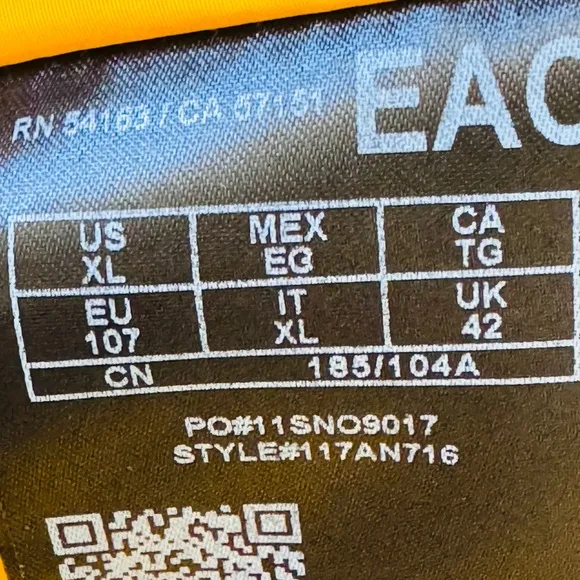 RN 54163 / CA 57151
EAC
US
XL
MEX
EG
CA
TG
EU
107
IT
XL
UK
42
CN 185/104A
PO#11SNO9017
STYLE#117AN716